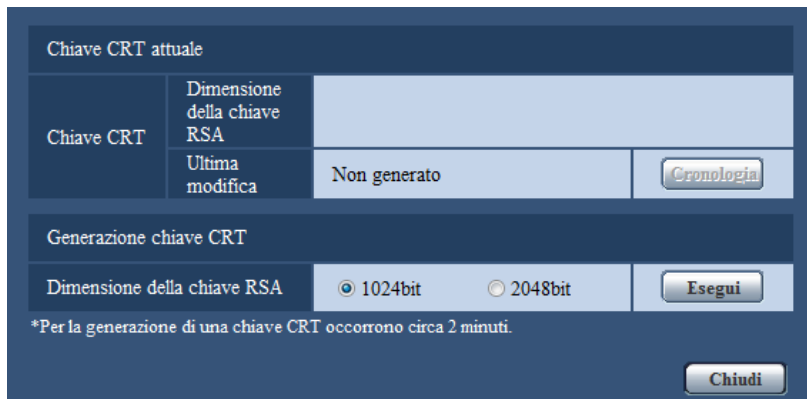 Chiave CRT attuale
Chiave CRT
Dimensione
della chiave
RSA
Ultima
modifica
Non generato
Cronologia
Generazione chiave CRT
Dimensione della chiave RSA
1024bit
2048bit
Esegui
*Per la generazione di una chiave CRT occorrono circa 2 minuti.
Chiudi